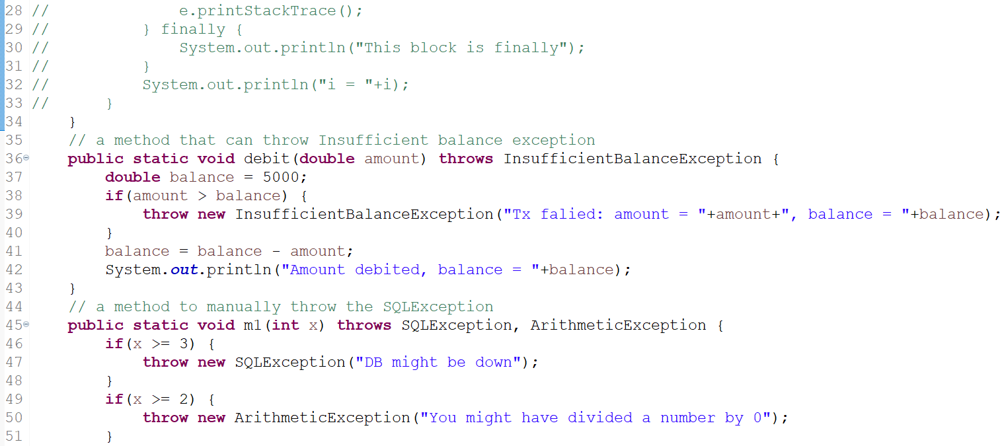 28 //              e.printStackTrace();
29 //          } finally {
30 //              System.out.println("This block is finally");
31 //          }
32 //          System.out.println("i = "+i);
33 //      }
34     }
35     // a method that can throw Insufficient balance exception
36     public static void debit(double amount) throws InsufficientBalanceException {
37         double balance = 5000;
38         if(amount > balance) {
39             throw new InsufficientBalanceException("Tx falied: amount = "+amount+", balance = "+balance);
40         }
41         balance = balance - amount;
42         System.out.println("Amount debited, balance = "+balance);
43     }
44     // a method to manually throw the SQLException
45     public static void m1(int x) throws SQLException, ArithmeticException {
46         if(x >= 3) {
47             throw new SQLException("DB might be down");
48         }
49         if(x >= 2) {
50             throw new ArithmeticException("You might have divided a number by 0");
51         }